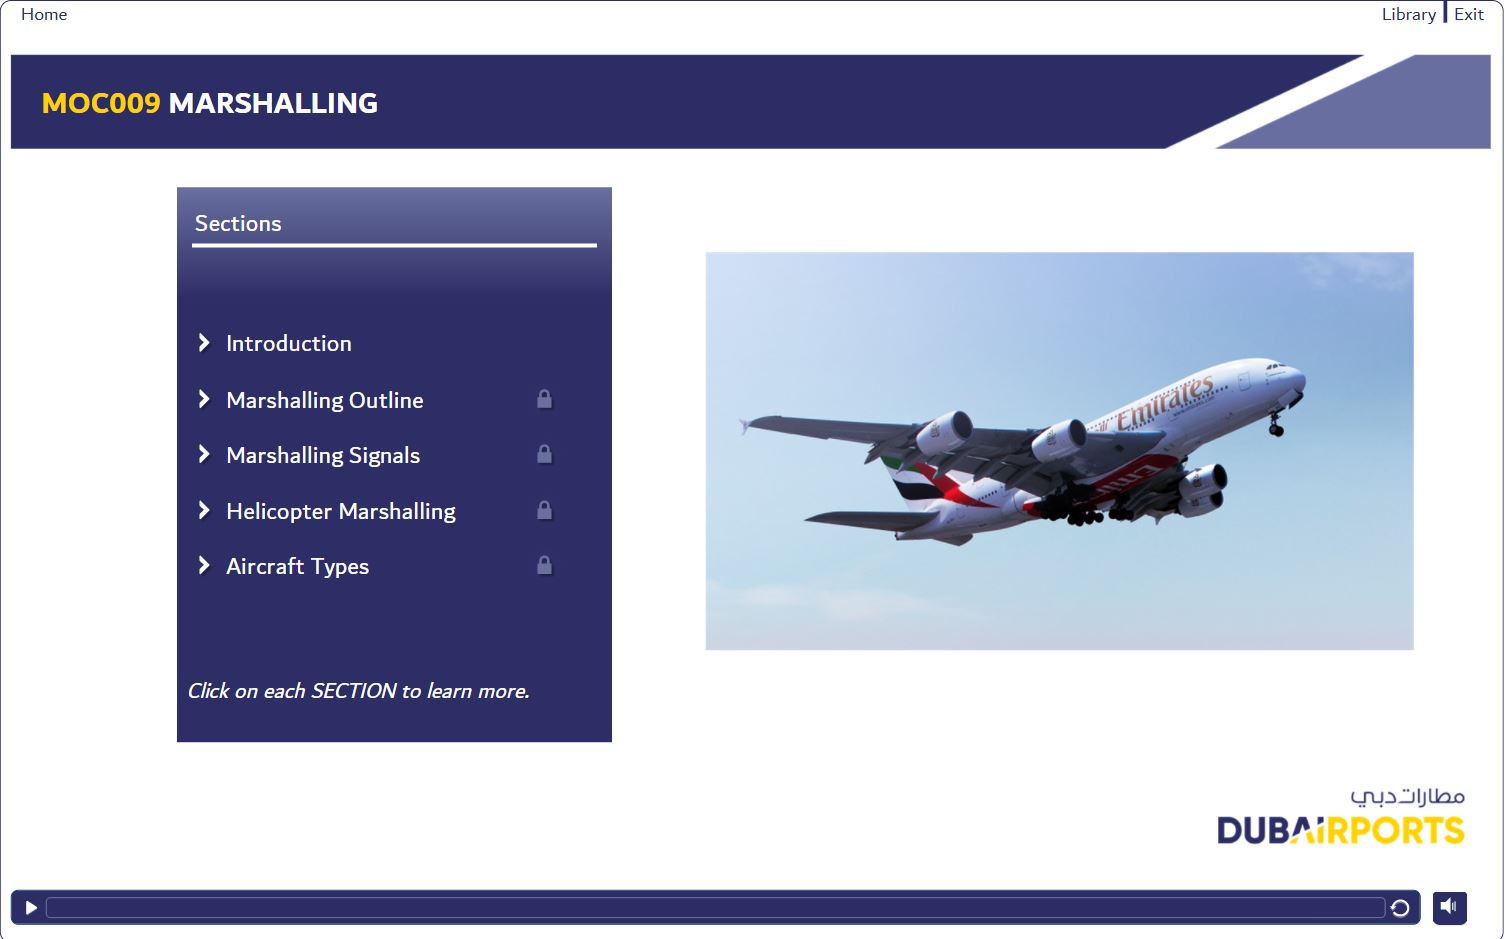 Home
Library
Exit
MOC009 MARSHALLING
Sections
Introduction
Marshalling Outline
Marshalling Signals
Helicopter Marshalling
Aircraft Types
Click on each SECTION to learn more.
Emirates
مطارات دبي
DUBAiRPORTS